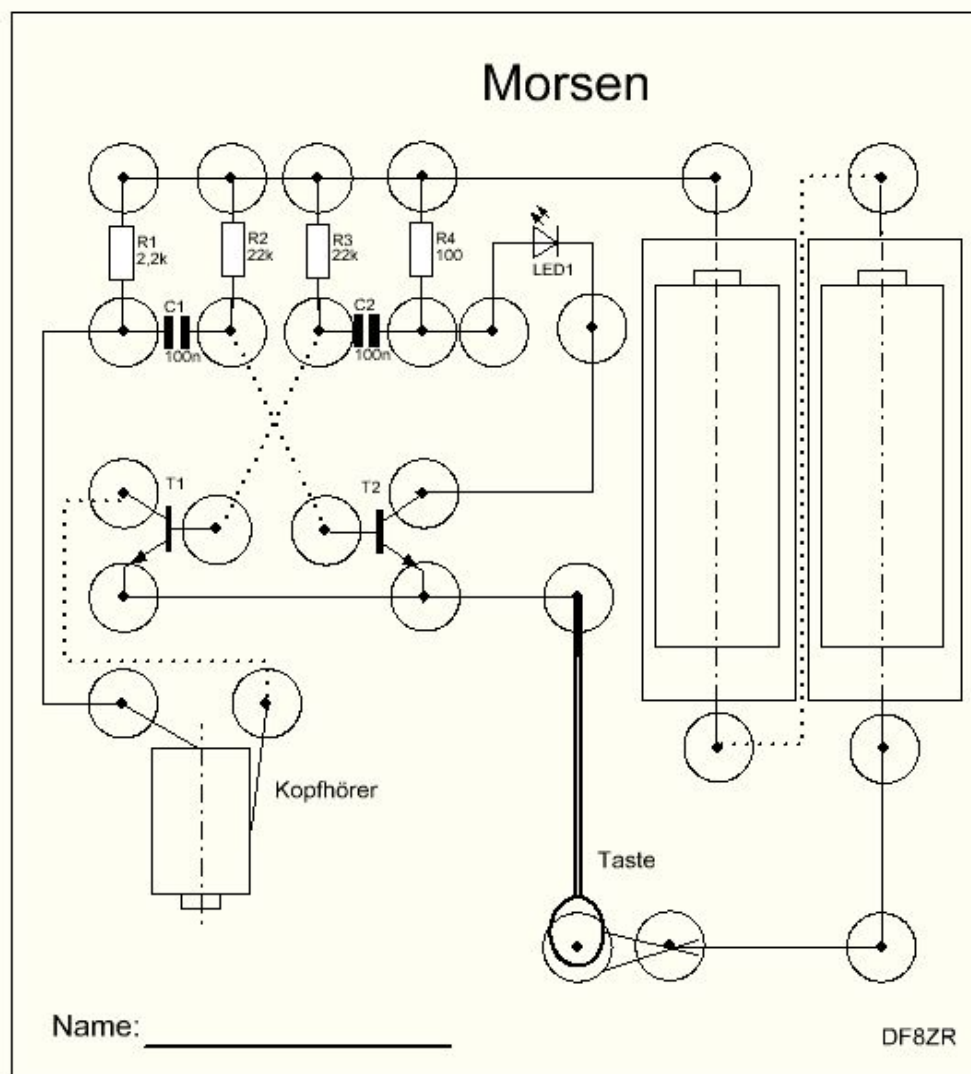 Morsen
R1
2,2k
R2
22k
R3
22k
R4
100
LED1
C1
100n
C2
100n
T1
T2
Kopfhörer
Taste
Name:
DF8ZR